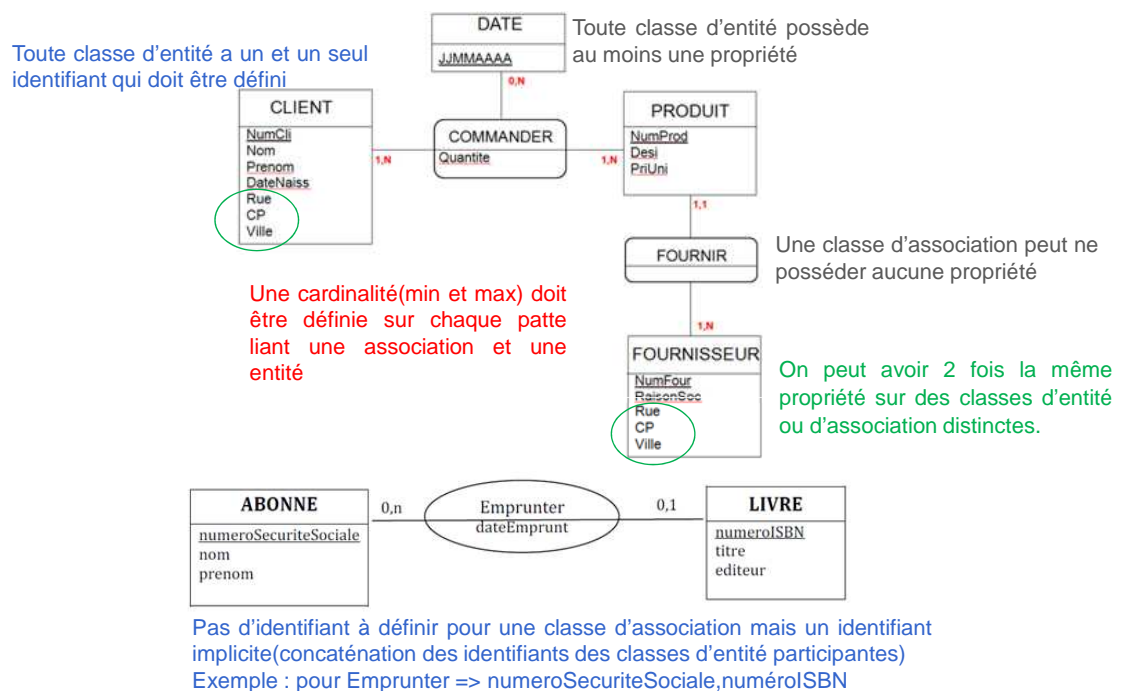 DATE
JJMMAAAA
Toute classe d'entité possède
au moins une propriété
Toute classe d'entité a un et un seul
identifiant qui doit être défini
0,N
CLIENT
NumCli
Nom
Prenom
DateNaiss
Rue
CP
Ville
1,N
COMMANDER
Quantite
1,N
PRODUIT
NumProd
Desi
PriUni
1,1
FOURNIR
Une classe d'association peut ne
posséder aucune propriété
Une cardinalité(min et max) doit
être définie sur chaque patte
liant une association et une
entité
1,N
FOURNISSEUR
NumFour
RaisonSoc
Rue
CP
Ville
On peut avoir 2 fois la même
propriété sur des classes d'entité
ou d'association distinctes.
ABONNE
numeroSecuriteSociale
nom
prenom
0,n
Emprunter
dateEmprunt
0,1
LIVRE
numeroISBN
titre
editeur
Pas d'identifiant à définir pour une classe d'association mais un identifiant
implicite(concaténation des identifiants des classes d'entité participantes)
Exemple : pour Emprunter => numeroSecuriteSociale,numéroISBN